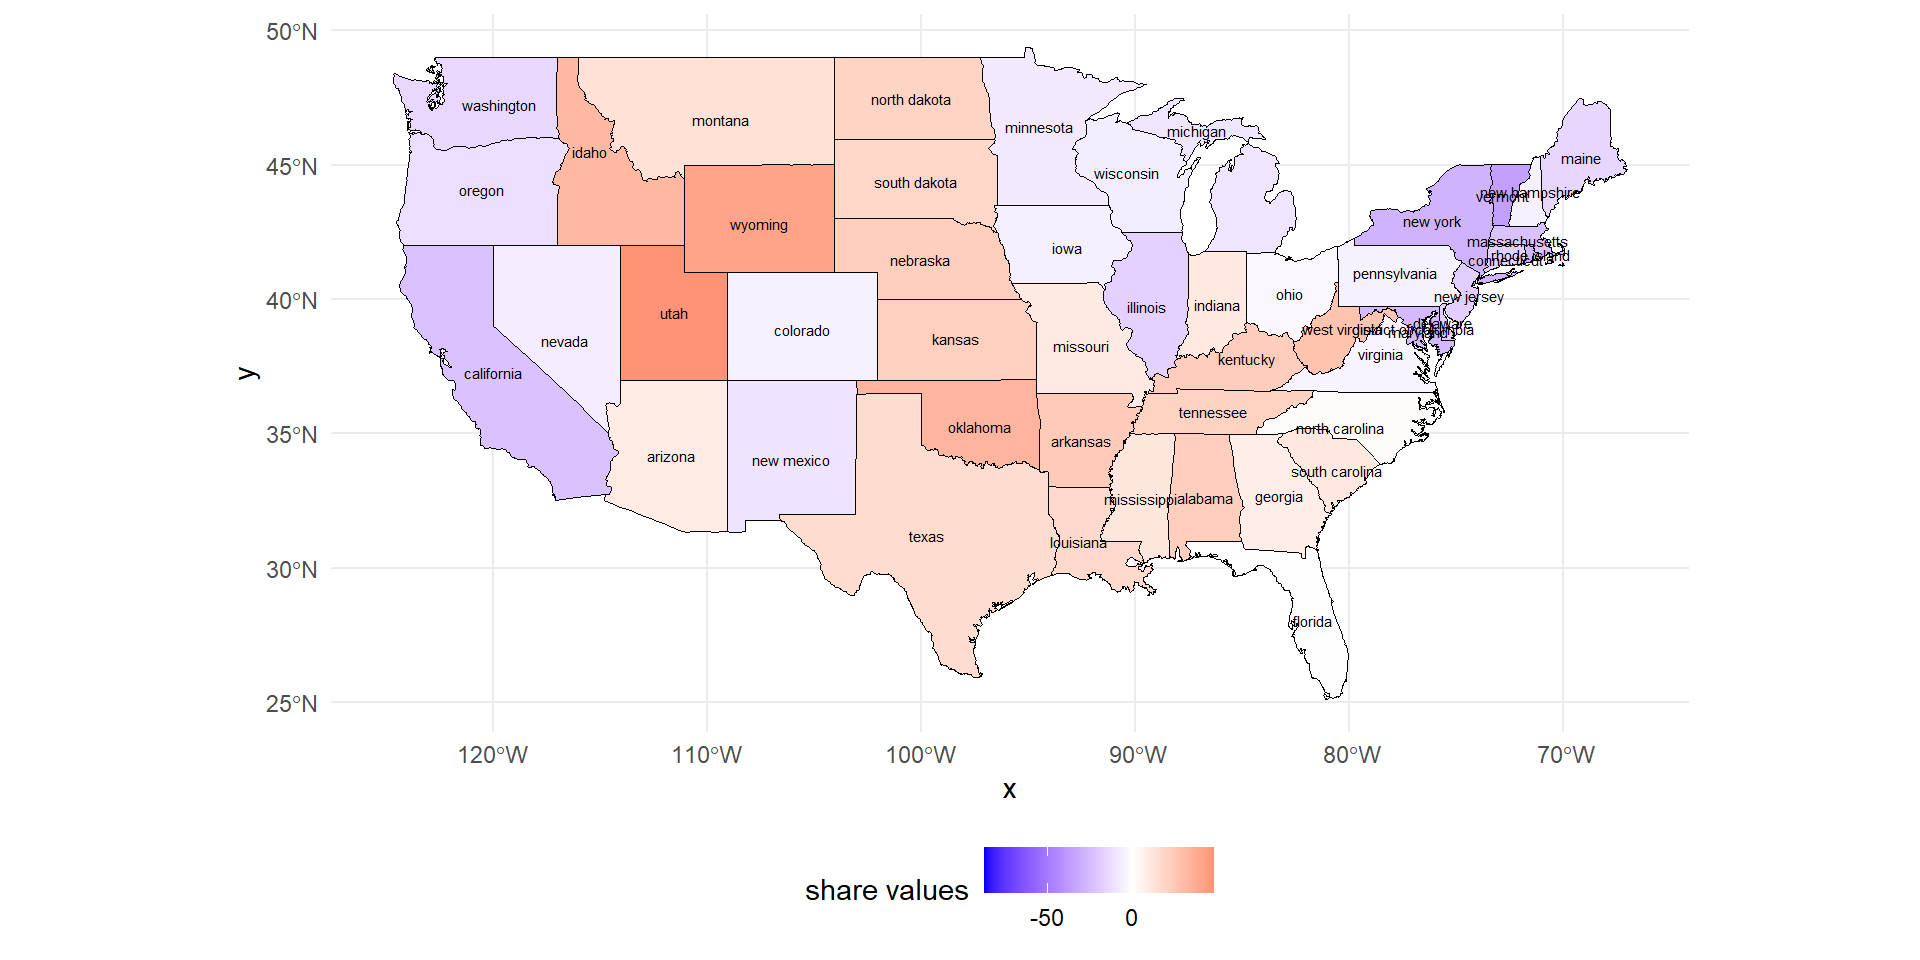 50°N
45°N
40°N
35°N
30°N
25°N
y
washington
montana
north dakota
minnesota
michigan
maine
idaho
oregon
south dakota
wisconsin
new hampshire
vermont
wyoming
new york
iowa
massachusetts
rhode island
connecticut
nebraska
pennsylvania
new jersey
utah
illinois
indiana
ohio
delaware
colorado
kansas
west virginia
district of columbia
maryland
nevada
missouri
kentucky
virginia
california
tennessee
oklahoma
arkansas
north carolina
arizona
new mexico
south carolina
mississippi
alabama
georgia
texas
louisiana
florida
120°W 110°W 100°W 90°W 80°W 70°W
x
share values
-50 0